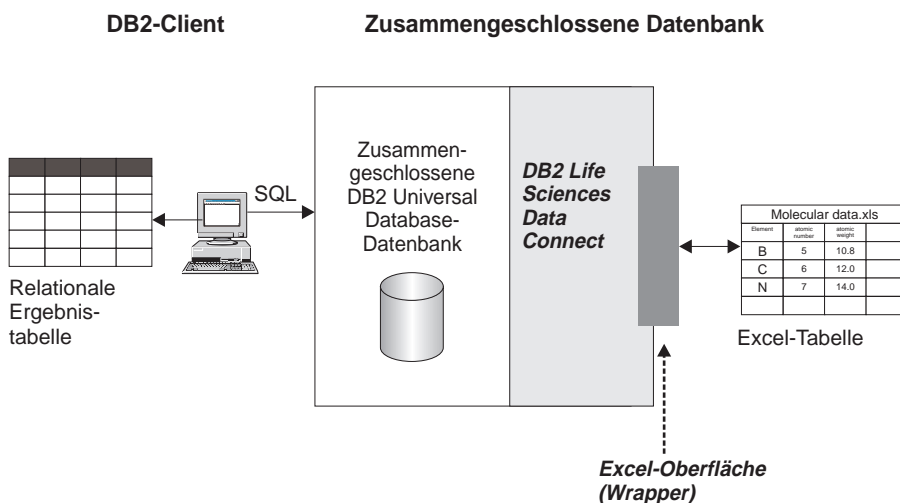 DB2-Client
Zusammengeschlossene Datenbank
Zusammen-
geschlossene
DB2 Universal
Database-
Datenbank
DB2 Life
Sciences
Data
Connect
SQL
Relationale
Ergebnis-
tabelle
Molecular data.xls
Element atomic number atomic weight
B 5 10.8
C 6 12.0
N 7 14.0
Excel-Tabelle
Excel-Oberfläche
(Wrapper)